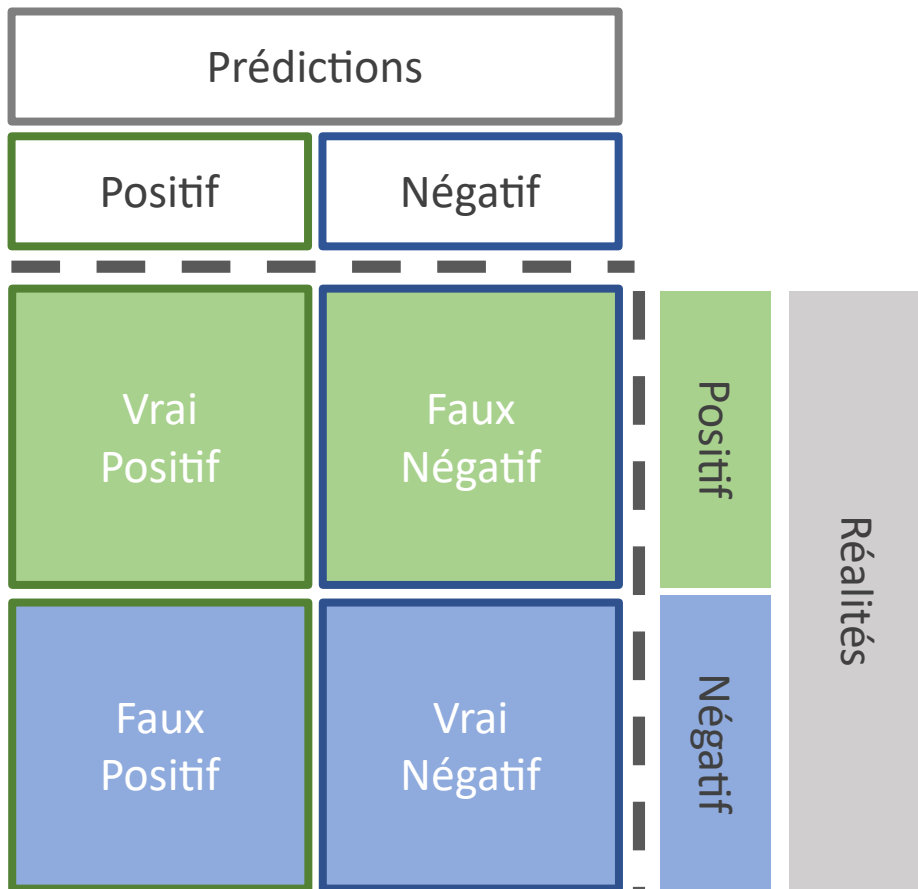 Prédictions
Positif
Négatif
Vrai
Positif
Faux
Négatif
Positif
Réalités
Faux
Positif
Vrai
Négatif
Négatif